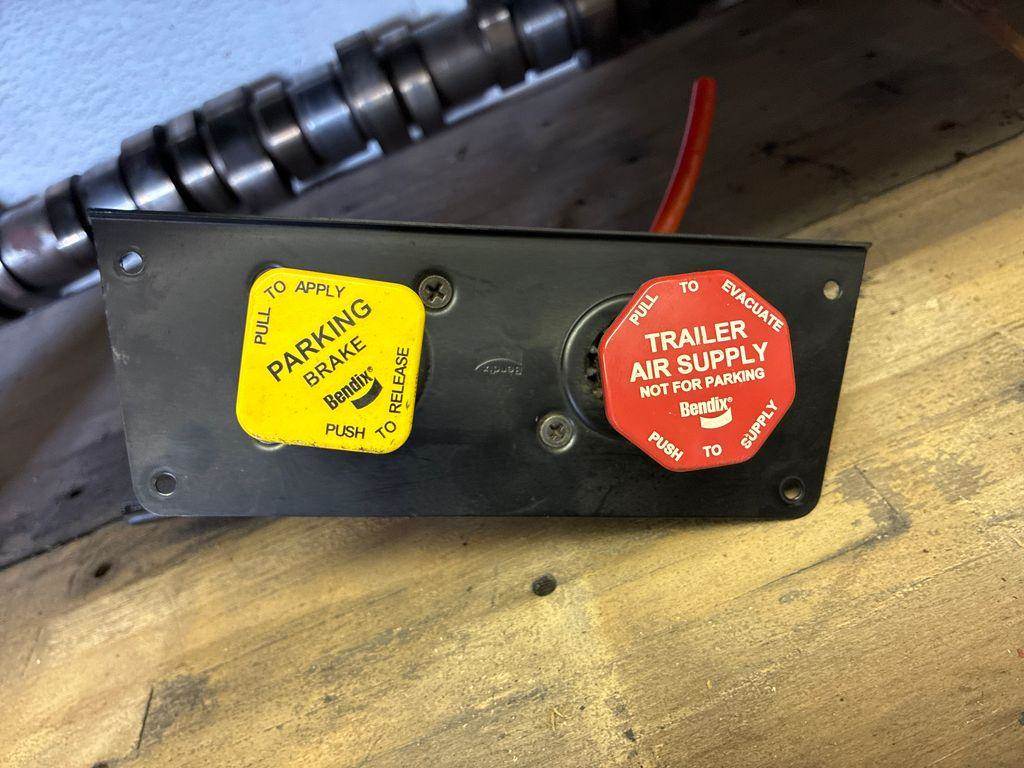 PULL TO APPLY
PARKING
BRAKE
Bendix®
PUSH TO RELEASE
Bendix
PULL TO EVACUATE
TRAILER
AIR SUPPLY
NOT FOR PARKING
Bendix®
PUSH TO SUPPLY